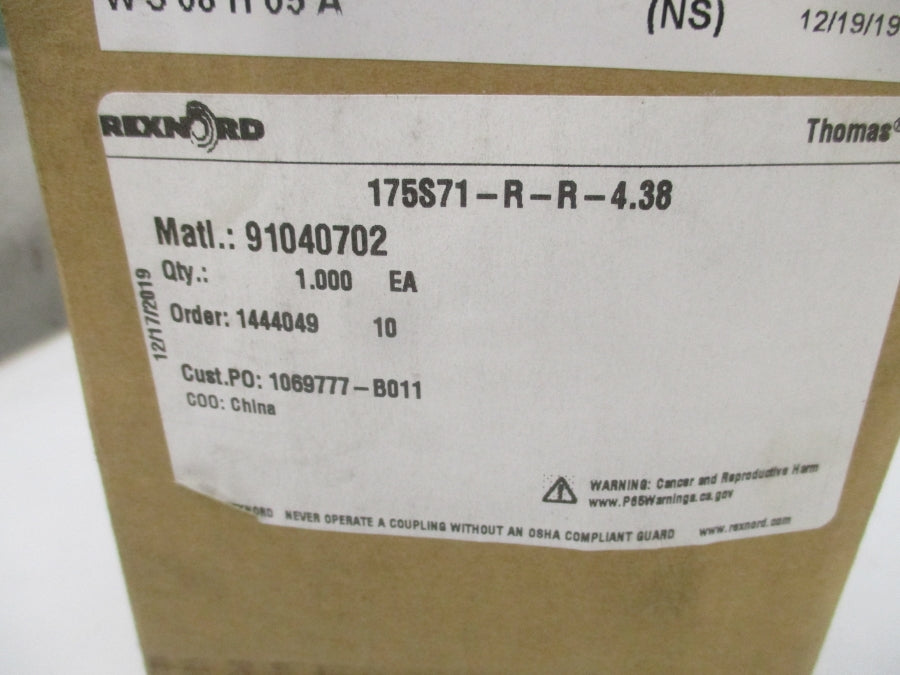 (NS)
12/19/19
REXNORD
Thomas®
175S71-R-R-4.38
Matl.: 91040702
Qty.: 1.000 EA
12/17/2019
Order: 1444049 10
Cust.PO: 1069777-B011
COO: China
WARNING: Cancer and Reproductive Harm
www.P65Warnings.ca.gov
NEVER OPERATE A COUPLING WITHOUT AN OSHA COMPLIANT GUARD www.rexnord.com